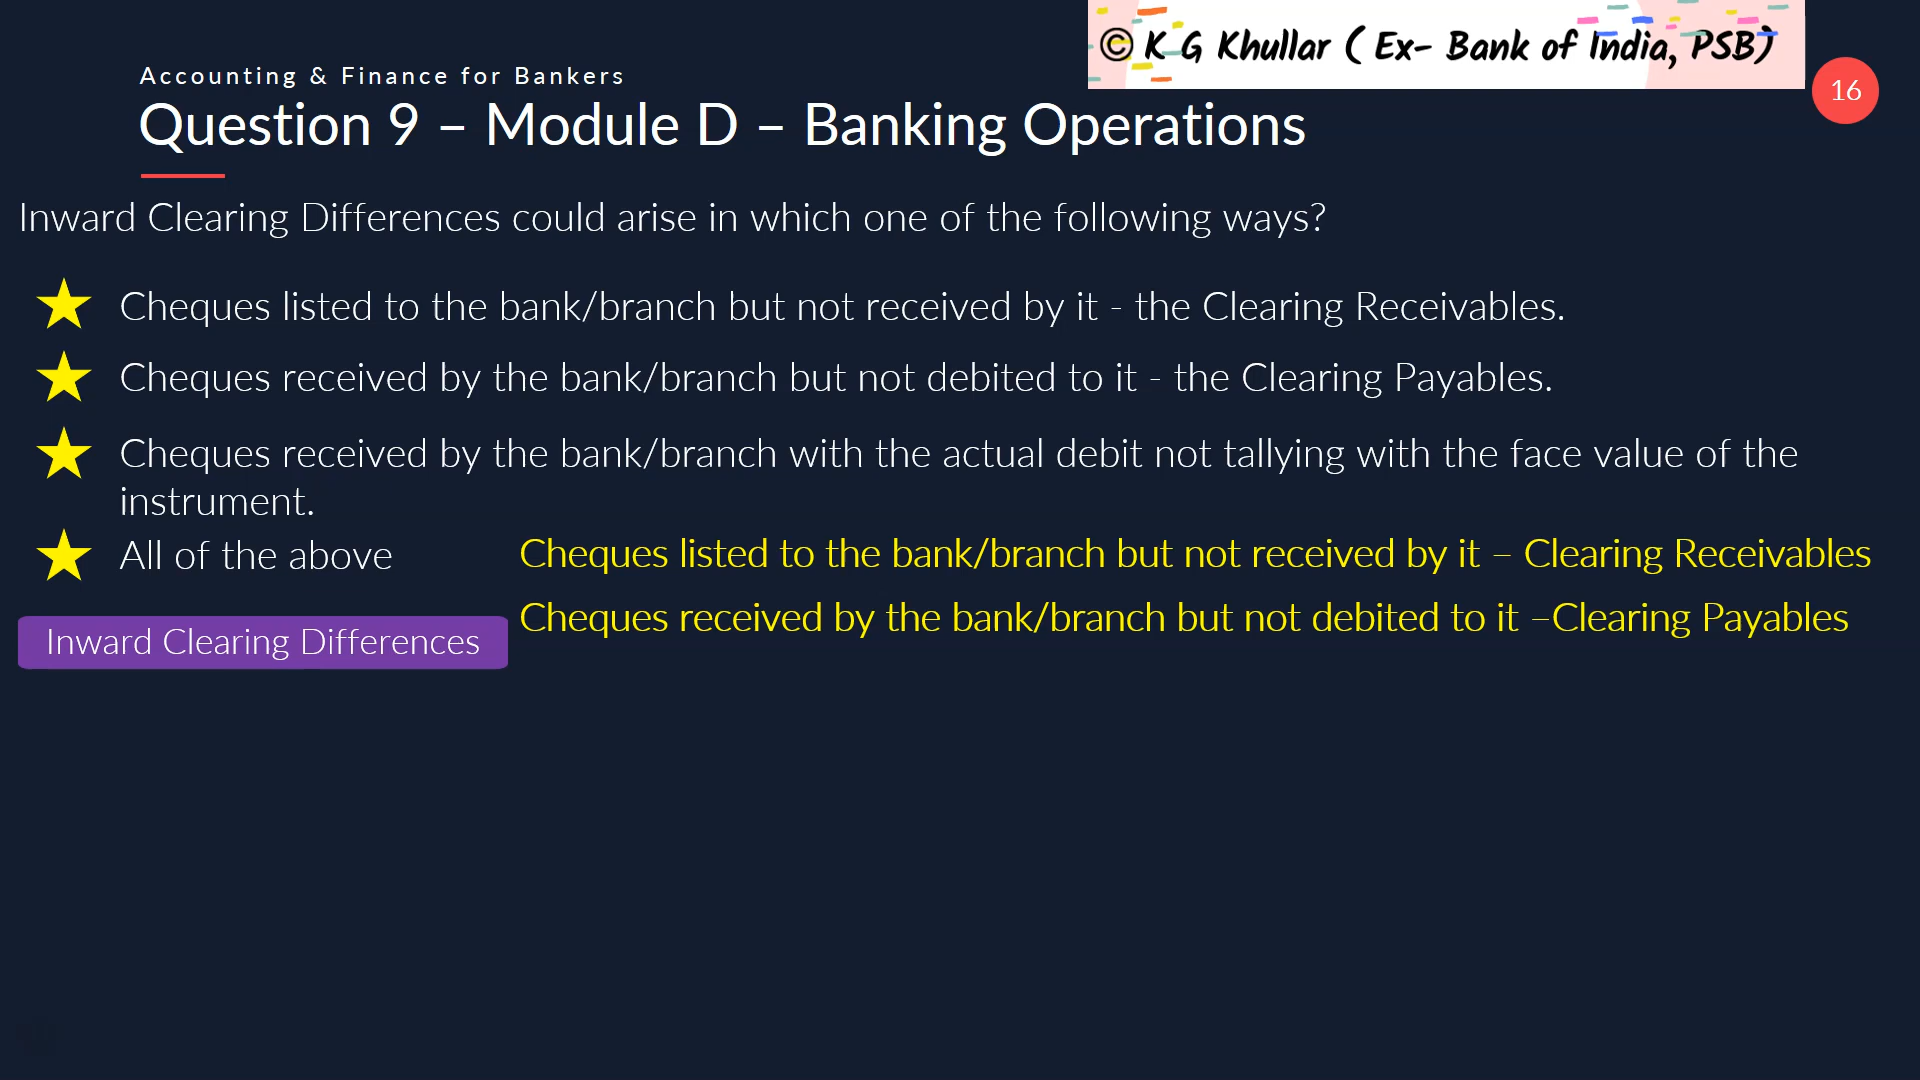 © K G Khullar ( Ex- Bank of India, PSB)
16
Accounting & Finance for Bankers
Question 9 – Module D – Banking Operations
Inward Clearing Differences could arise in which one of the following ways?
Cheques listed to the bank/branch but not received by it - the Clearing Receivables.
Cheques received by the bank/branch but not debited to it - the Clearing Payables.
Cheques received by the bank/branch with the actual debit not tallying with the face value of the
instrument.
All of the above
Cheques listed to the bank/branch but not received by it – Clearing Receivables
Inward Clearing Differences
Cheques received by the bank/branch but not debited to it –Clearing Payables